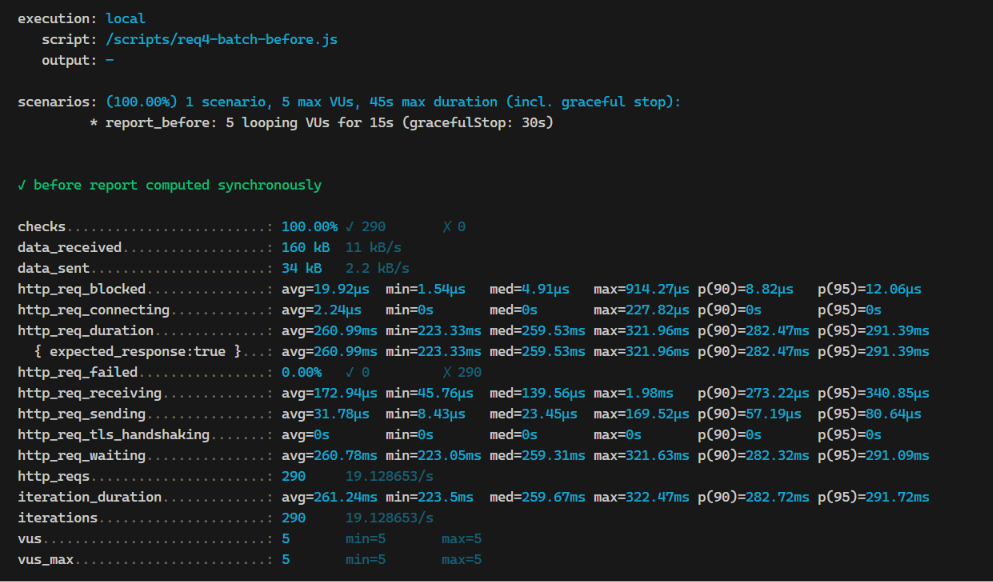 execution: local
script: /scripts/req4-batch-before.js
output: -
scenarios: (100.00%) 1 scenario, 5 max VUs, 45s max duration (incl. graceful stop):
* report_before: 5 looping VUs for 15s (gracefulStop: 30s)
✓ before report computed synchronously
checks.........................: 100.00% ✓ 290 ✗ 0
data_received..................: 160 kB 11 kB/s
data_sent......................: 34 kB 2.2 kB/s
http_req_blocked...............: avg=19.92µs min=1.54µs med=4.91µs max=914.27µs p(90)=8.82µs p(95)=12.06µs
http_req_connecting............: avg=2.24µs min=0s med=0s max=227.82µs p(90)=0s p(95)=0s
http_req_duration..............: avg=260.99ms min=223.33ms med=259.53ms max=321.96ms p(90)=282.47ms p(95)=291.39ms
{ expected_response:true }...: avg=260.99ms min=223.33ms med=259.53ms max=321.96ms p(90)=282.47ms p(95)=291.39ms
http_req_failed................: 0.00% ✓ 0 ✗ 290
http_req_receiving.............: avg=172.94µs min=45.76µs med=139.56µs max=1.98ms p(90)=273.22µs p(95)=340.85µs
http_req_sending...............: avg=31.78µs min=8.43µs med=23.45µs max=169.52µs p(90)=57.19µs p(95)=80.64µs
http_req_tls_handshaking.......: avg=0s min=0s med=0s max=0s p(90)=0s p(95)=0s
http_req_waiting...............: avg=260.78ms min=223.05ms med=259.31ms max=321.63ms p(90)=282.32ms p(95)=291.09ms
http_reqs......................: 290 19.128653/s
iteration_duration.............: avg=261.24ms min=223.5ms med=259.67ms max=322.47ms p(90)=282.72ms p(95)=291.72ms
iterations.....................: 290 19.128653/s
vus............................: 5 min=5 max=5
vus_max........................: 5 min=5 max=5